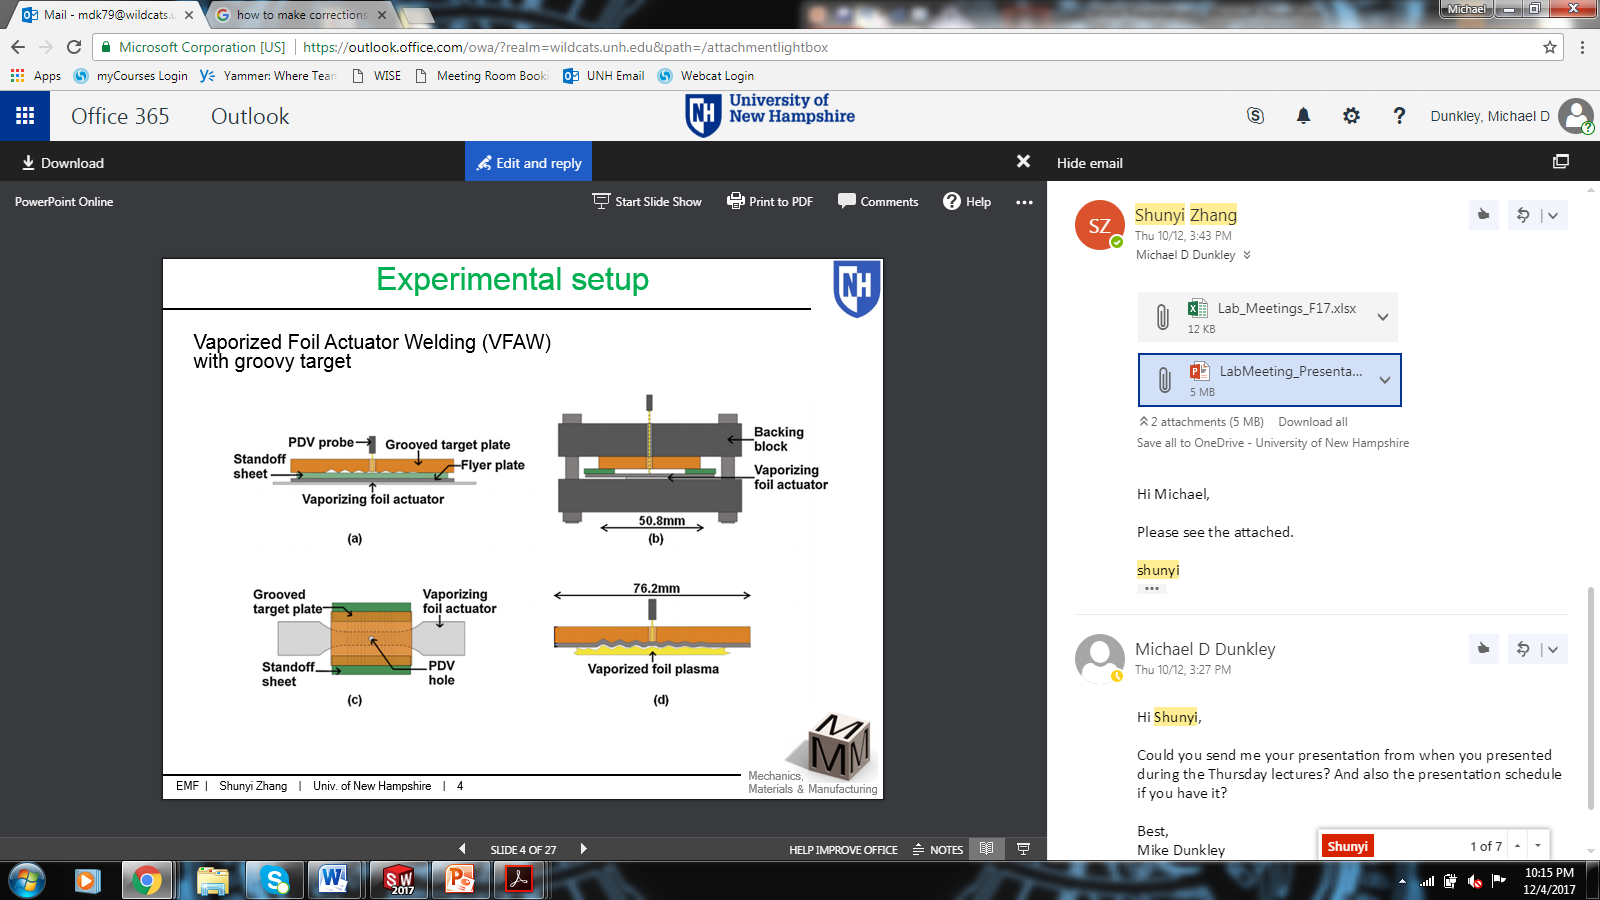 Mail - mdk79@wildcats.u
how to make corrections
Michael
Microsoft Corporation [US]
https://outlook.office.com/owa/?realm=wildcats.unh.edu&path=/attachmentlightbox
Apps
myCourses Login
Yammer: Where Tea
WISE
Meeting Room Book
UNH Email
Webcat Login
Office 365
Outlook
NH
University of
New Hampshire
?
Dunkley, Michael D
Download
Edit and reply
Hide email
PowerPoint Online
Start Slide Show
Print to PDF
Comments
Help
Experimental setup
NH
Vaporized Foil Actuator Welding (VFAW)
with groovy target
PDV probe
Grooved target plate
Standoff
sheet
Flyer plate
Vaporizing foil actuator
(a)
Backing
block
Vaporizing
foil actuator
50.8mm
(b)
Grooved
target plate
Vaporizing
foil actuator
Standoff
sheet
PDV
hole
(c)
76.2mm
Vaporized foil plasma
(d)
M
M M
Mechanics,
Materials & Manufacturing
EMF | Shunyi Zhang | Univ. of New Hampshire | 4
SLIDE 4 OF 27
HELP IMPROVE OFFICE
NOTES
SZ
Shunyi Zhang
Thu 10/12, 3:43 PM
Michael D Dunkley
Lab_Meetings_F17.xlsx
12 KB
LabMeeting_Presenta...
5 MB
2 attachments (5 MB)
Download all
Save all to OneDrive - University of New Hampshire
Hi Michael,
Please see the attached.
shunyi
Michael D Dunkley
Thu 10/12, 3:27 PM
Hi Shunyi,
Could you send me your presentation from when you presented
during the Thursday lectures? And also the presentation schedule
if you have it?
Best,
Mike Dunkley
Shunyi
1 of 7
SW
2017
10:15 PM
12/4/2017